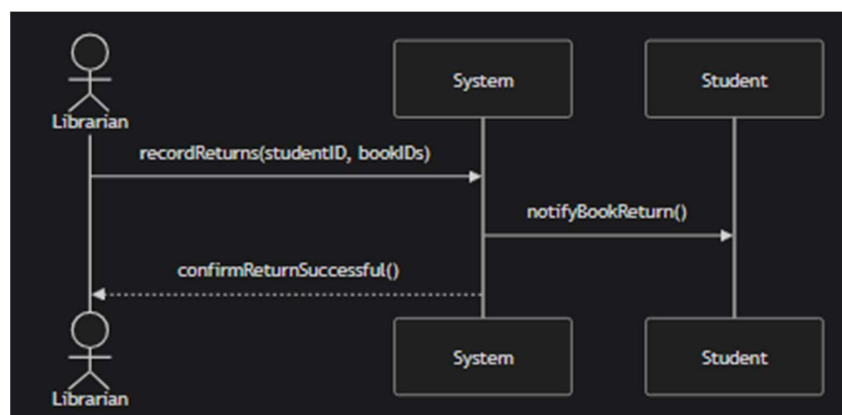 System
Student
Librarian
recordReturns(studentID, bookIDs)
notifyBookReturn()
confirmReturnSuccessful()
System
Student
Librarian